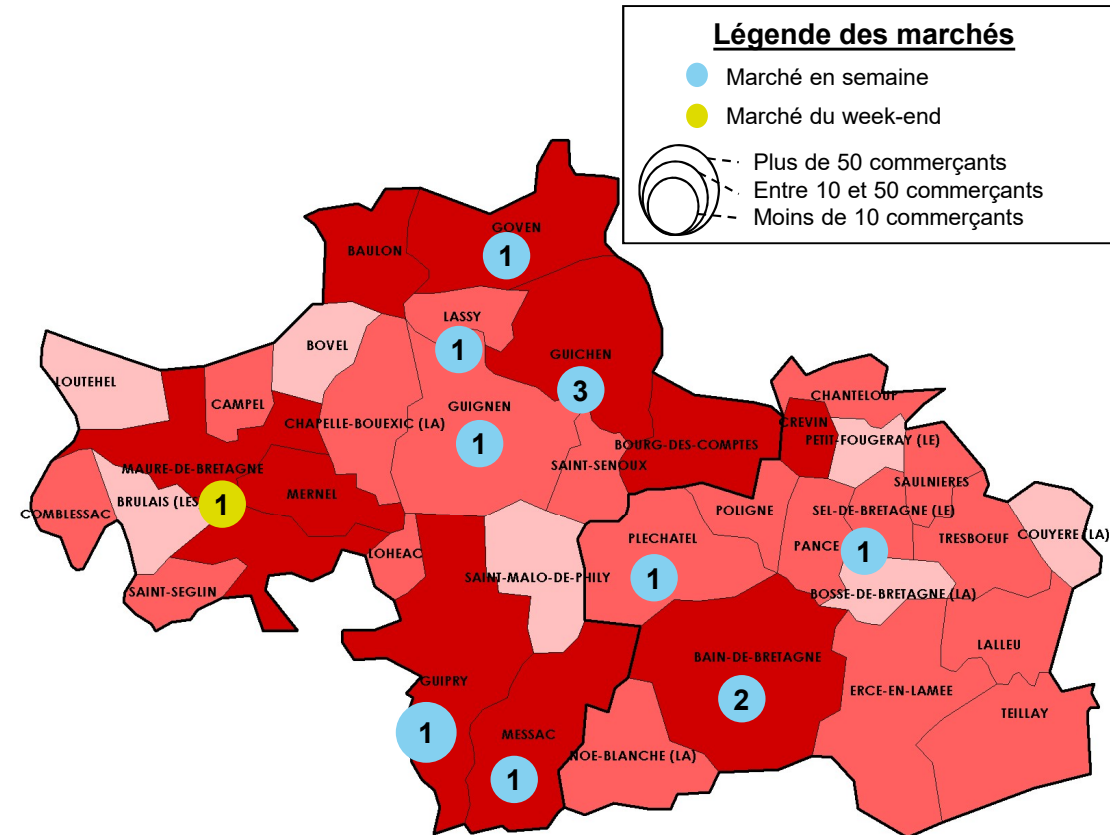 Légende des marchés
Marché en semaine
Marché du week-end
Plus de 50 commerçants
Entre 10 et 50 commerçants
Moins de 10 commerçants
GOVEN
1
BAULON
LASSY
1
BOVEL
GUICHEN
3
LOUTEHEL
CAMPEL
CHANTELOUP
GUIGNEN
1
CHAPELLE-BOUEXIC (LA)
CREVIN
PETIT-FOUGERAY (LE)
BOURG-DES-COMPTES
SAINT-SENOUX
MAURE-DE-BRETAGNE
SAULNIERES
MERNEL
BRULAIS (LES
1
COMBLESSAC
POLIGNE
SEL-DE-BRETAGNE (LE)
COUYERE (LA)
TRESBOEUF
PLECHATEL
1
PANCE
1
LOHEAC
SAINT-MALO-DE-PHILY
SAINT-SEGLIN
BOSSE-DE-BRETAGNE (LA)
LALLEU
BAIN-DE-BRETAGNE
2
GUIPRY
1
ERCE-EN-LAMEE
TEILLAY
MESSAC
1
NOE-BLANCHE (LA)